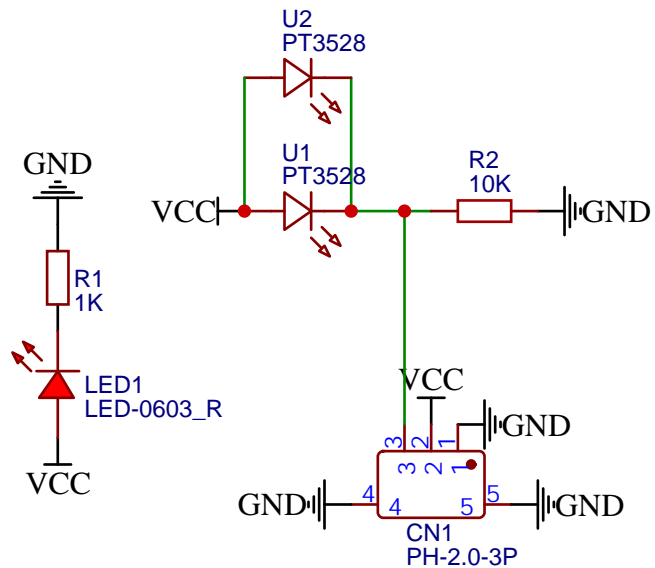 U2
PT3528
U1
PT3528
VCC
R2
10K
GND
GND
R1
1K
LED1
LED-0603_R
VCC
VCC
GND
3
2
1
3
2
1
GND
4
4
5
5
GND
CN1
PH-2.0-3P